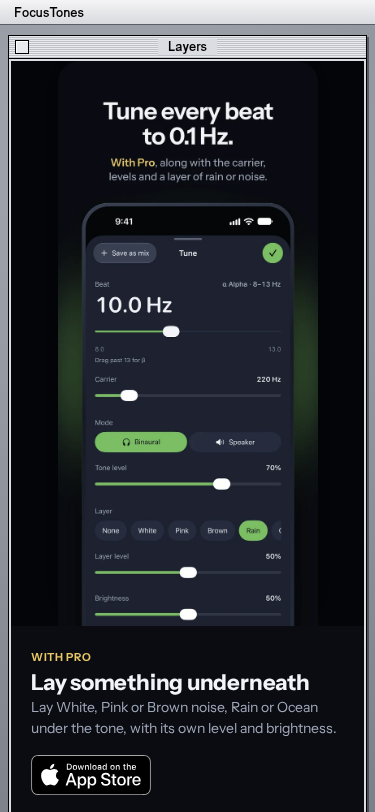 FocusTones
Layers
Tune every beat
to 0.1 Hz.
With Pro, along with the carrier,
levels and a layer of rain or noise.
9:41
+ Save as mix
Tune
Beat
α Alpha · 8–13 Hz
10.0 Hz
8.0
13.0
Drag past 13 for β
Carrier
220 Hz
Mode
Binaural
Speaker
Tone level
70%
Layer
None
White
Pink
Brown
Rain
Layer level
50%
Brightness
50%
WITH PRO
Lay something underneath
Lay White, Pink or Brown noise, Rain or Ocean
under the tone, with its own level and brightness.
Download on the
App Store